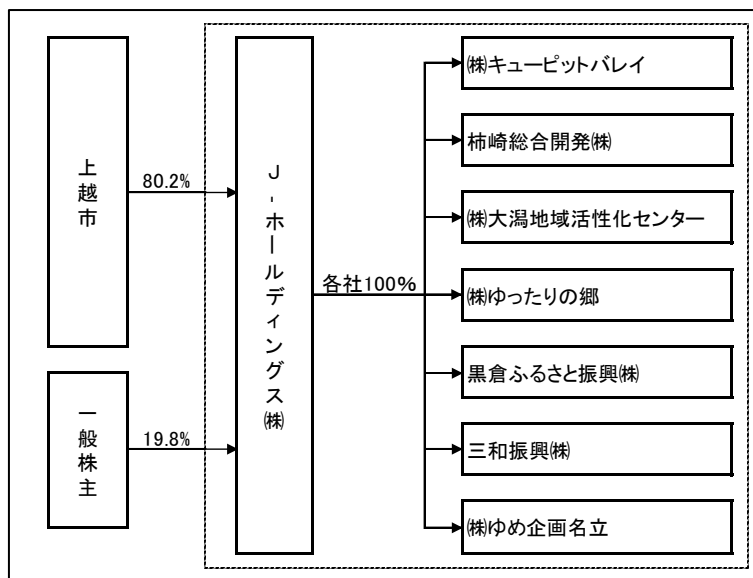 上越市
80.2%
一般株主
19.8%
J-ホールディングス㈱
各社100%
㈱キューピットバレイ
柿崎総合開発㈱
㈱大潟地域活性化センター
㈱ゆったりの郷
黒倉ふるさと振興㈱
三和振興㈱
㈱ゆめ企画名立